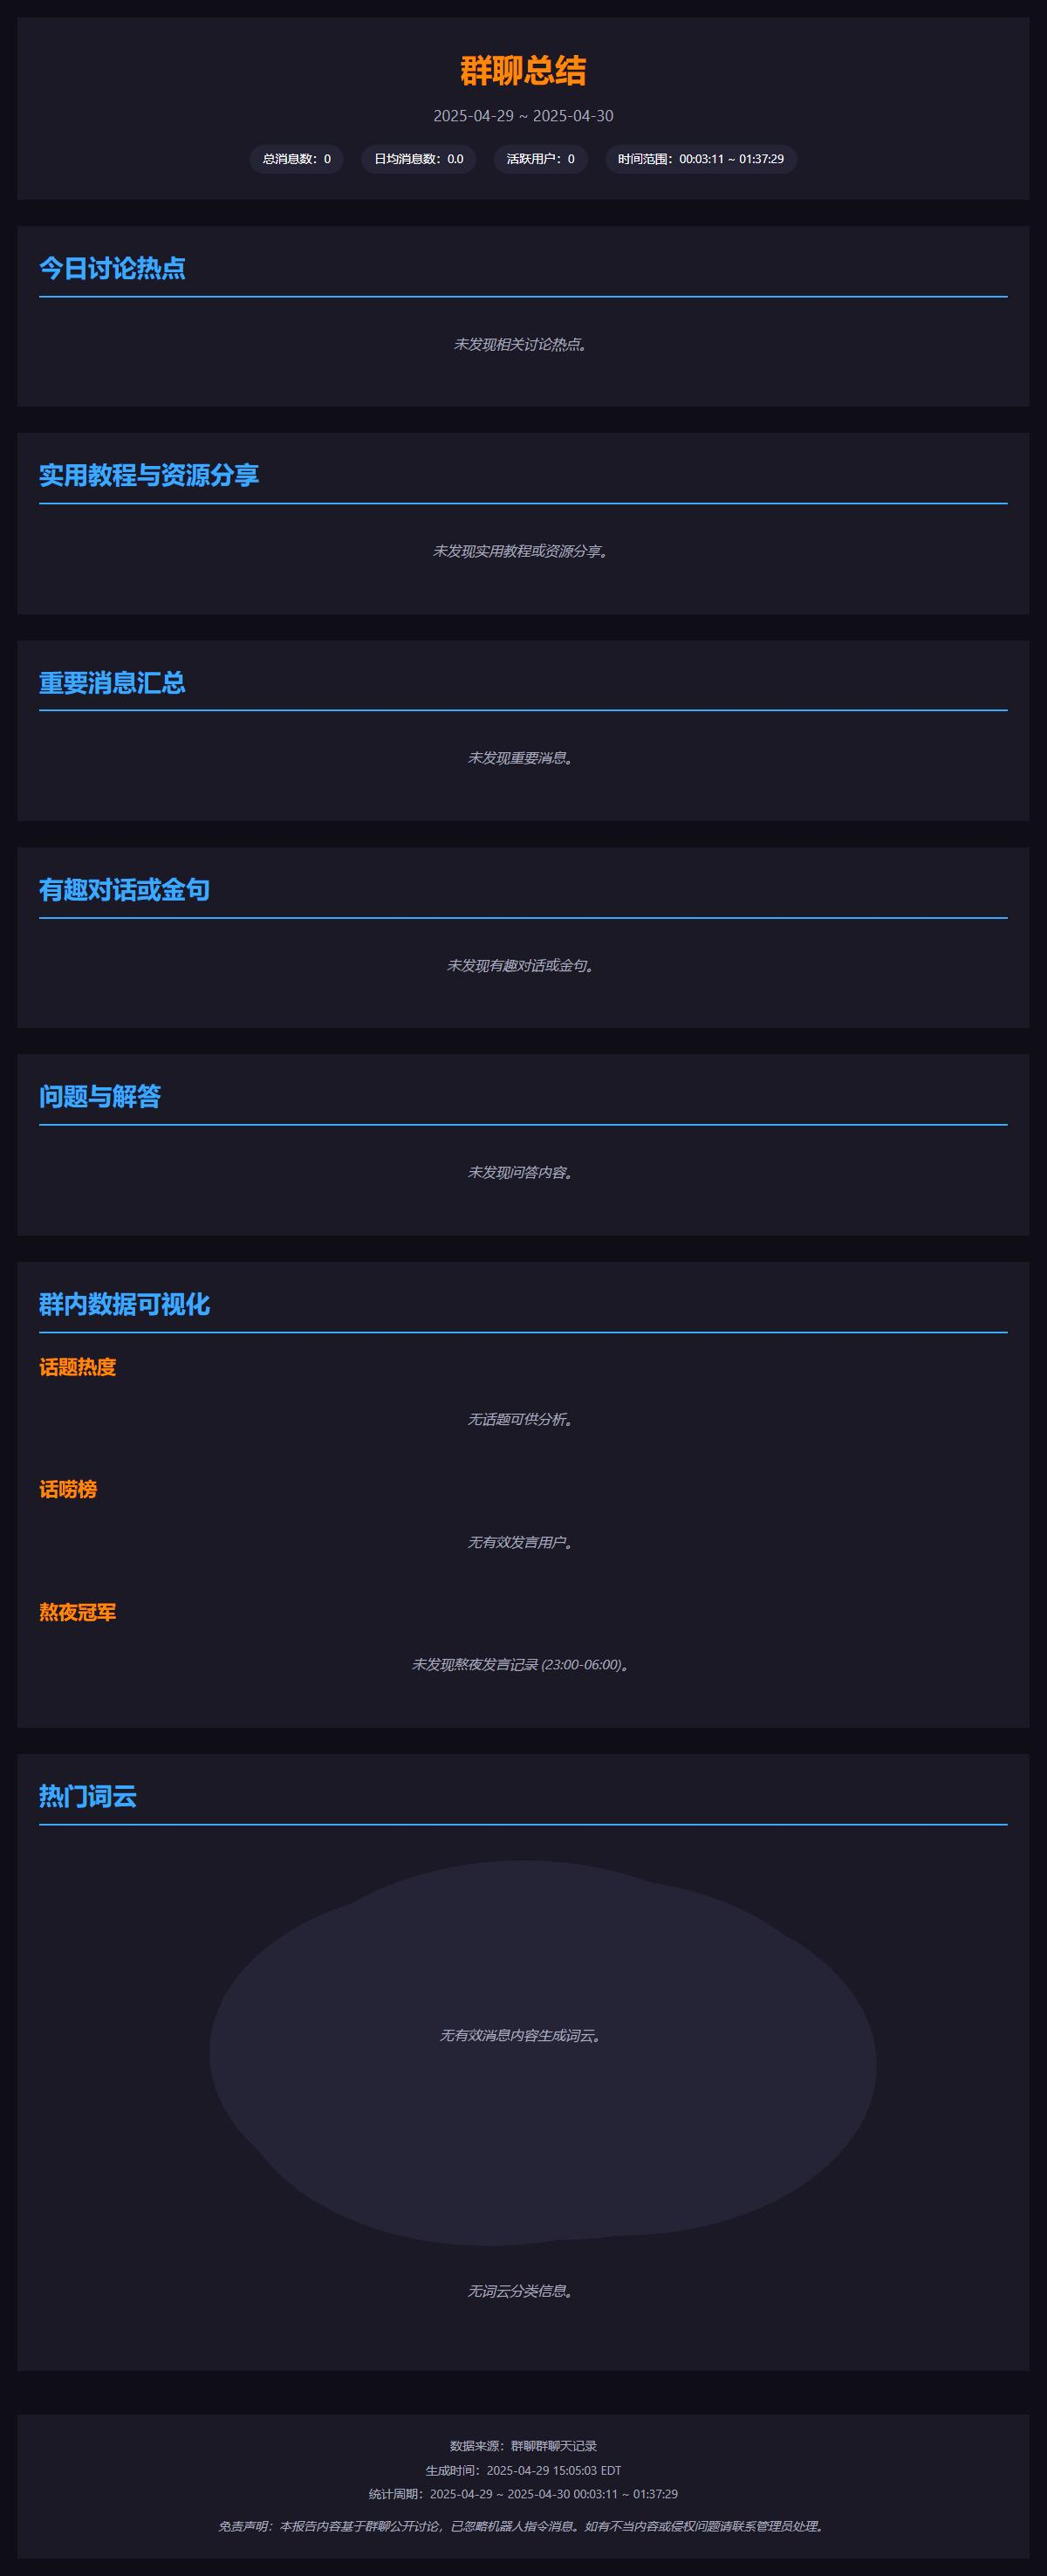 群聊总结
2025-04-29 ~ 2025-04-30
总消息数：0 日均消息数：0.0 活跃用户：0 时间范围：00:03:11 ~ 01:37:29
今日讨论热点
未发现相关讨论热点。
实用教程与资源分享
未发现实用教程或资源分享。
重要消息汇总
未发现重要消息。
有趣对话或金句
未发现有趣对话或金句。
问题与解答
未发现问答内容。
群内数据可视化
话题热度
无话题可供分析。
话唠榜
无有效发言用户。
熬夜冠军
未发现熬夜发言记录 (23:00-06:00)。
热门词云
无有效消息内容生成词云。
无词云分类信息。
数据来源：群聊群聊天记录
生成时间：2025-04-29 15:05:03 EDT
统计周期：2025-04-29 ~ 2025-04-30 00:03:11 ~ 01:37:29
免责声明：本报告内容基于群聊公开讨论，已忽略机器人指令消息。如有不当内容或侵权问题请联系管理员处理。